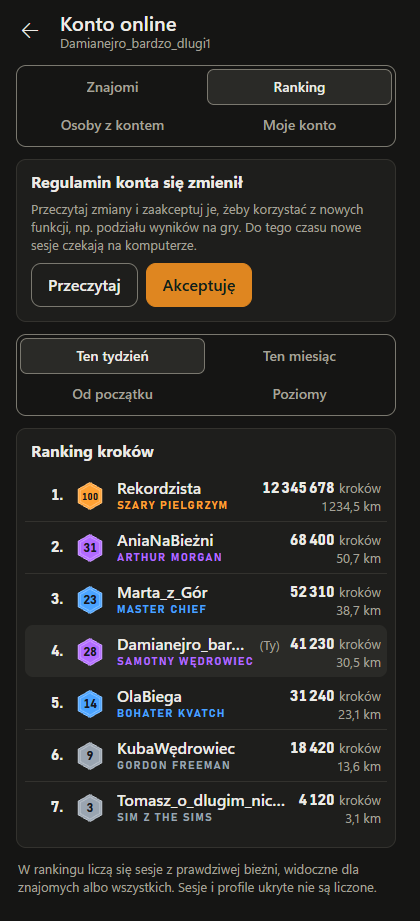 Konto online
Damianejro_bardzo_dlugi1
Znajomi
Ranking
Osoby z kontem
Moje konto
Regulamin konta się zmienił
Przeczytaj zmiany i zaakceptuj je, żeby korzystać z nowych
funkcji, np. podziału wyników na gry. Do tego czasu nowe
sesje czekają na komputerze.
Przeczytaj
Akceptuję
Ten tydzień
Ten miesiąc
Od początku
Poziomy
Ranking kroków
1. 100 Rekordzista 12 345 678 kroków
SZARY PIELGRZYM 1 234,5 km
2. 31 AniaNaBieżni 68 400 kroków
ARTHUR MORGAN 50,7 km
3. 23 Marta_z_Gór 52 310 kroków
MASTER CHIEF 38,7 km
4. 28 Damianejro_bar... (Ty) 41 230 kroków
SAMOTNY WĘDROWIEC 30,5 km
5. 14 OlaBiega 31 240 kroków
BOHATER KVATCH 23,1 km
6. 9 KubaWędrowiec 18 420 kroków
GORDON FREEMAN 13,6 km
7. 3 Tomasz_o_dlugim_nic... 4 120 kroków
SIM Z THE SIMS 3,1 km
W rankingu liczą się sesje z prawdziwej bieżni, widoczne dla
znajomych albo wszystkich. Sesje i profile ukryte nie są liczone.